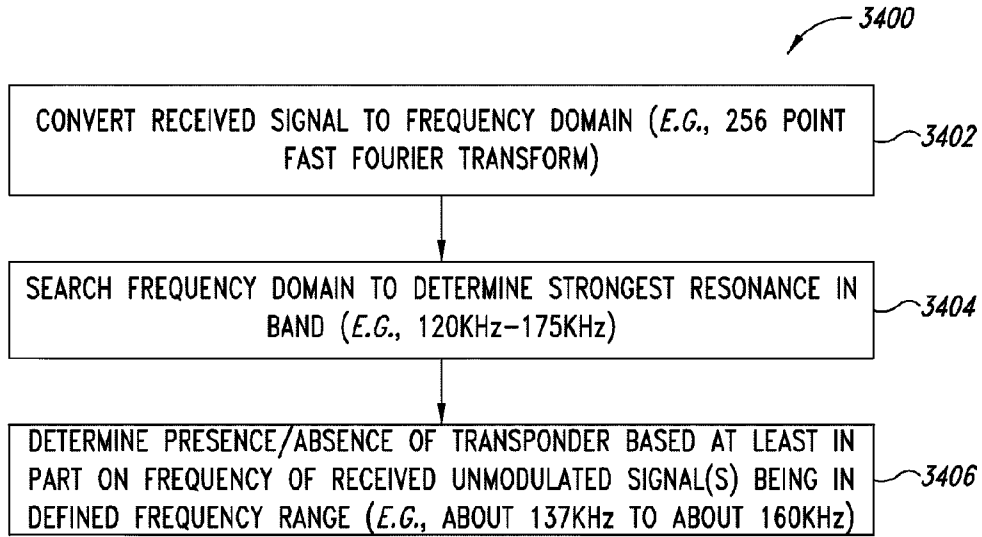 3400
CONVERT RECEIVED SIGNAL TO FREQUENCY DOMAIN (E.G., 256 POINT
FAST FOURIER TRANSFORM)
3402
SEARCH FREQUENCY DOMAIN TO DETERMINE STRONGEST RESONANCE IN
BAND (E.G., 120KHz-175KHz)
3404
DETERMINE PRESENCE/ABSENCE OF TRANSPONDER BASED AT LEAST IN
PART ON FREQUENCY OF RECEIVED UNMODULATED SIGNAL(S) BEING IN
DEFINED FREQUENCY RANGE (E.G., ABOUT 137KHz TO ABOUT 160KHz)
3406